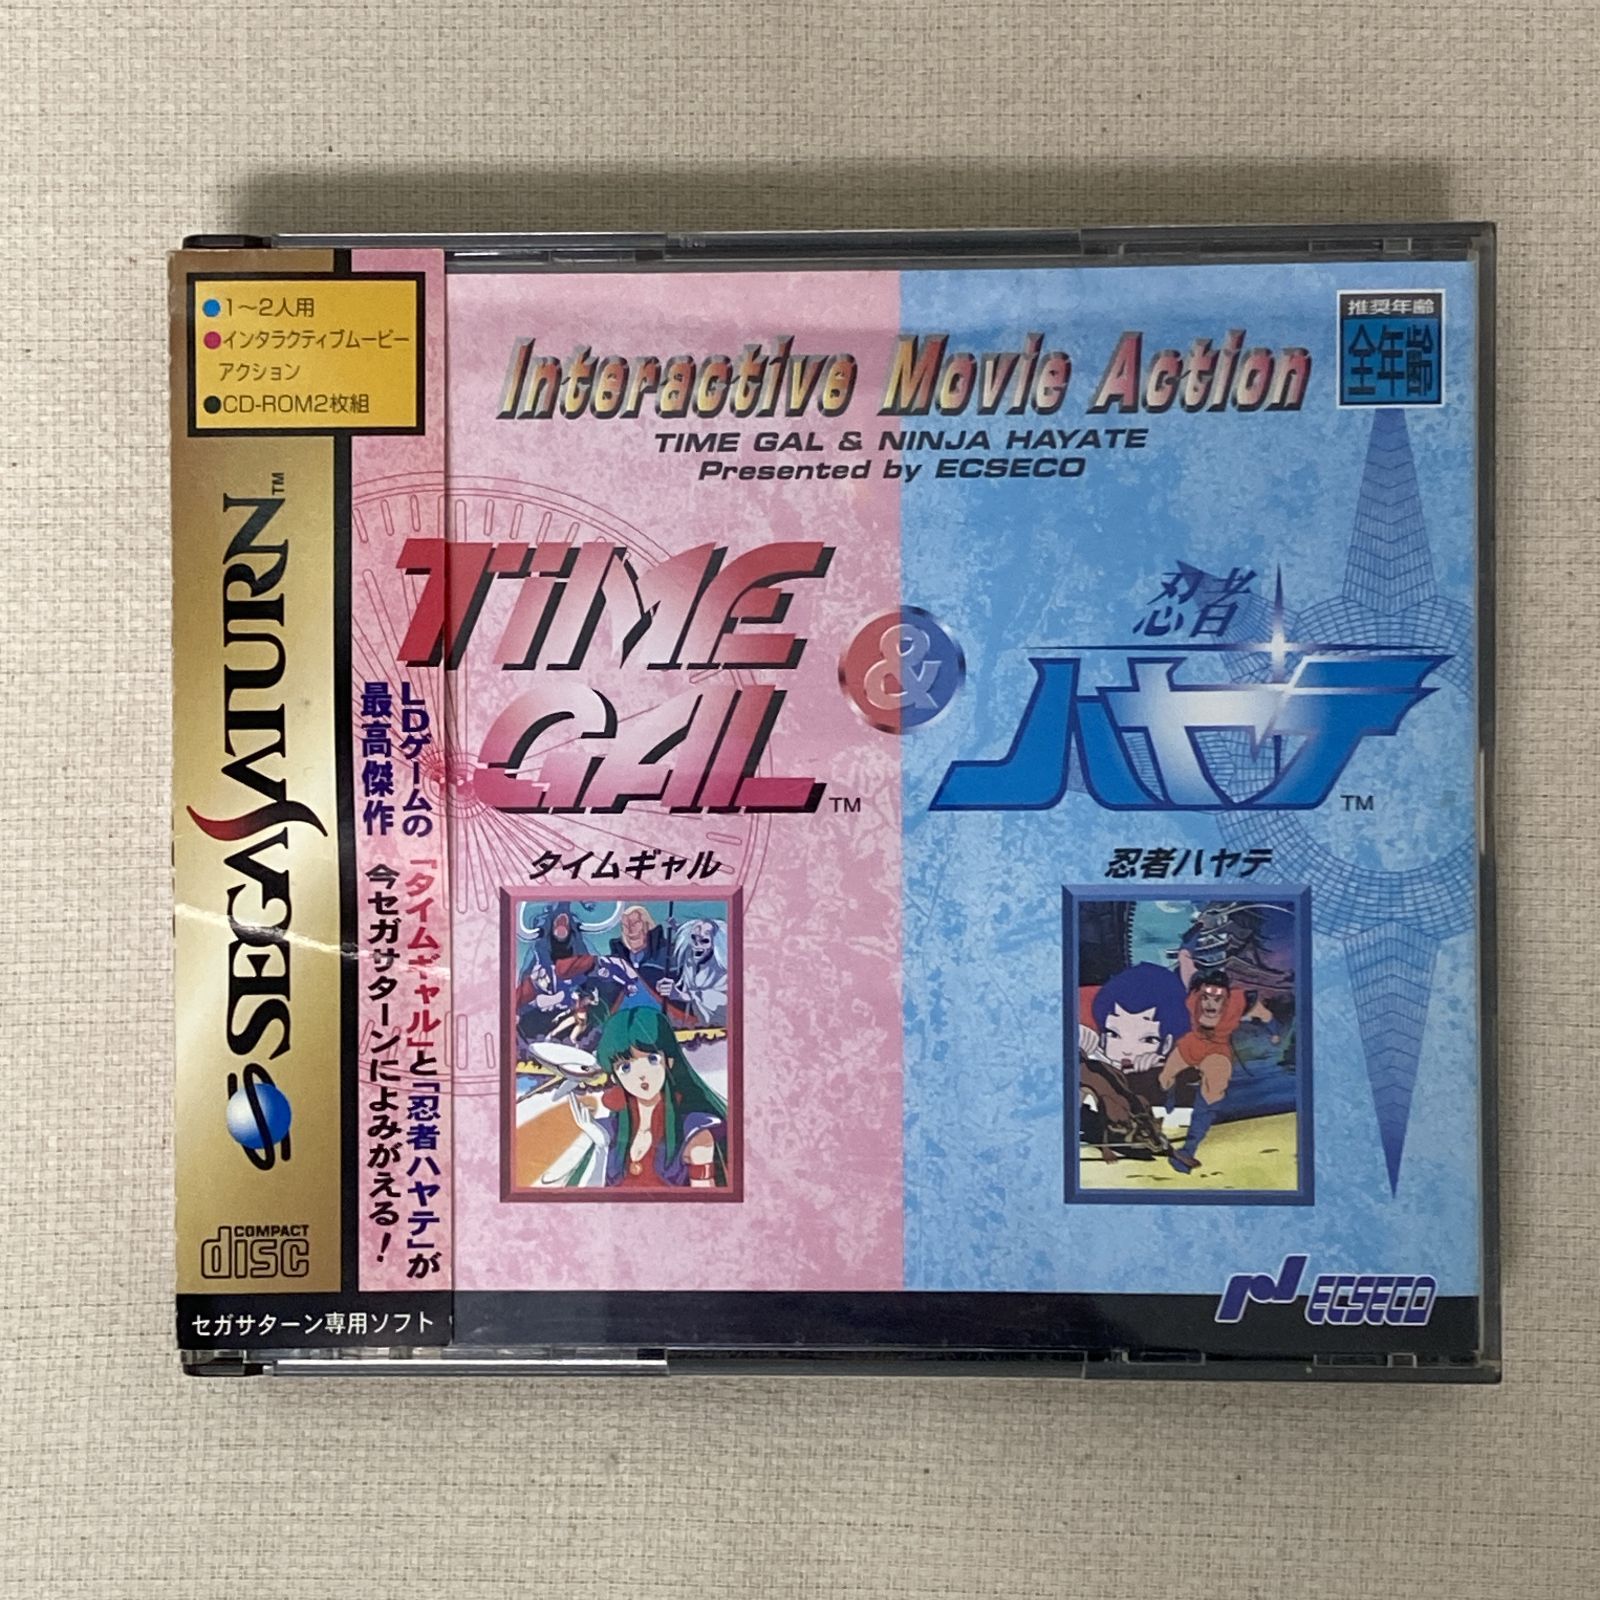 ●1〜2人用
●インタラクティブムービー
アクション
●CD-ROM2枚組
SEGA SATURN™
COMPACT
disc
LDゲームの
最高傑作
「タイムギャル」と「忍者ハヤテ」が
今セガサターンによみがえる!
セガサターン専用ソフト
Interactive Movie Action
TIME GAL & NINJA HAYATE
Presented by ECSECO
推奨年齢
全年齢
TIME
GAL™
&
忍者
ハヤテ™
タイムギャル
忍者ハヤテ
ECSECO